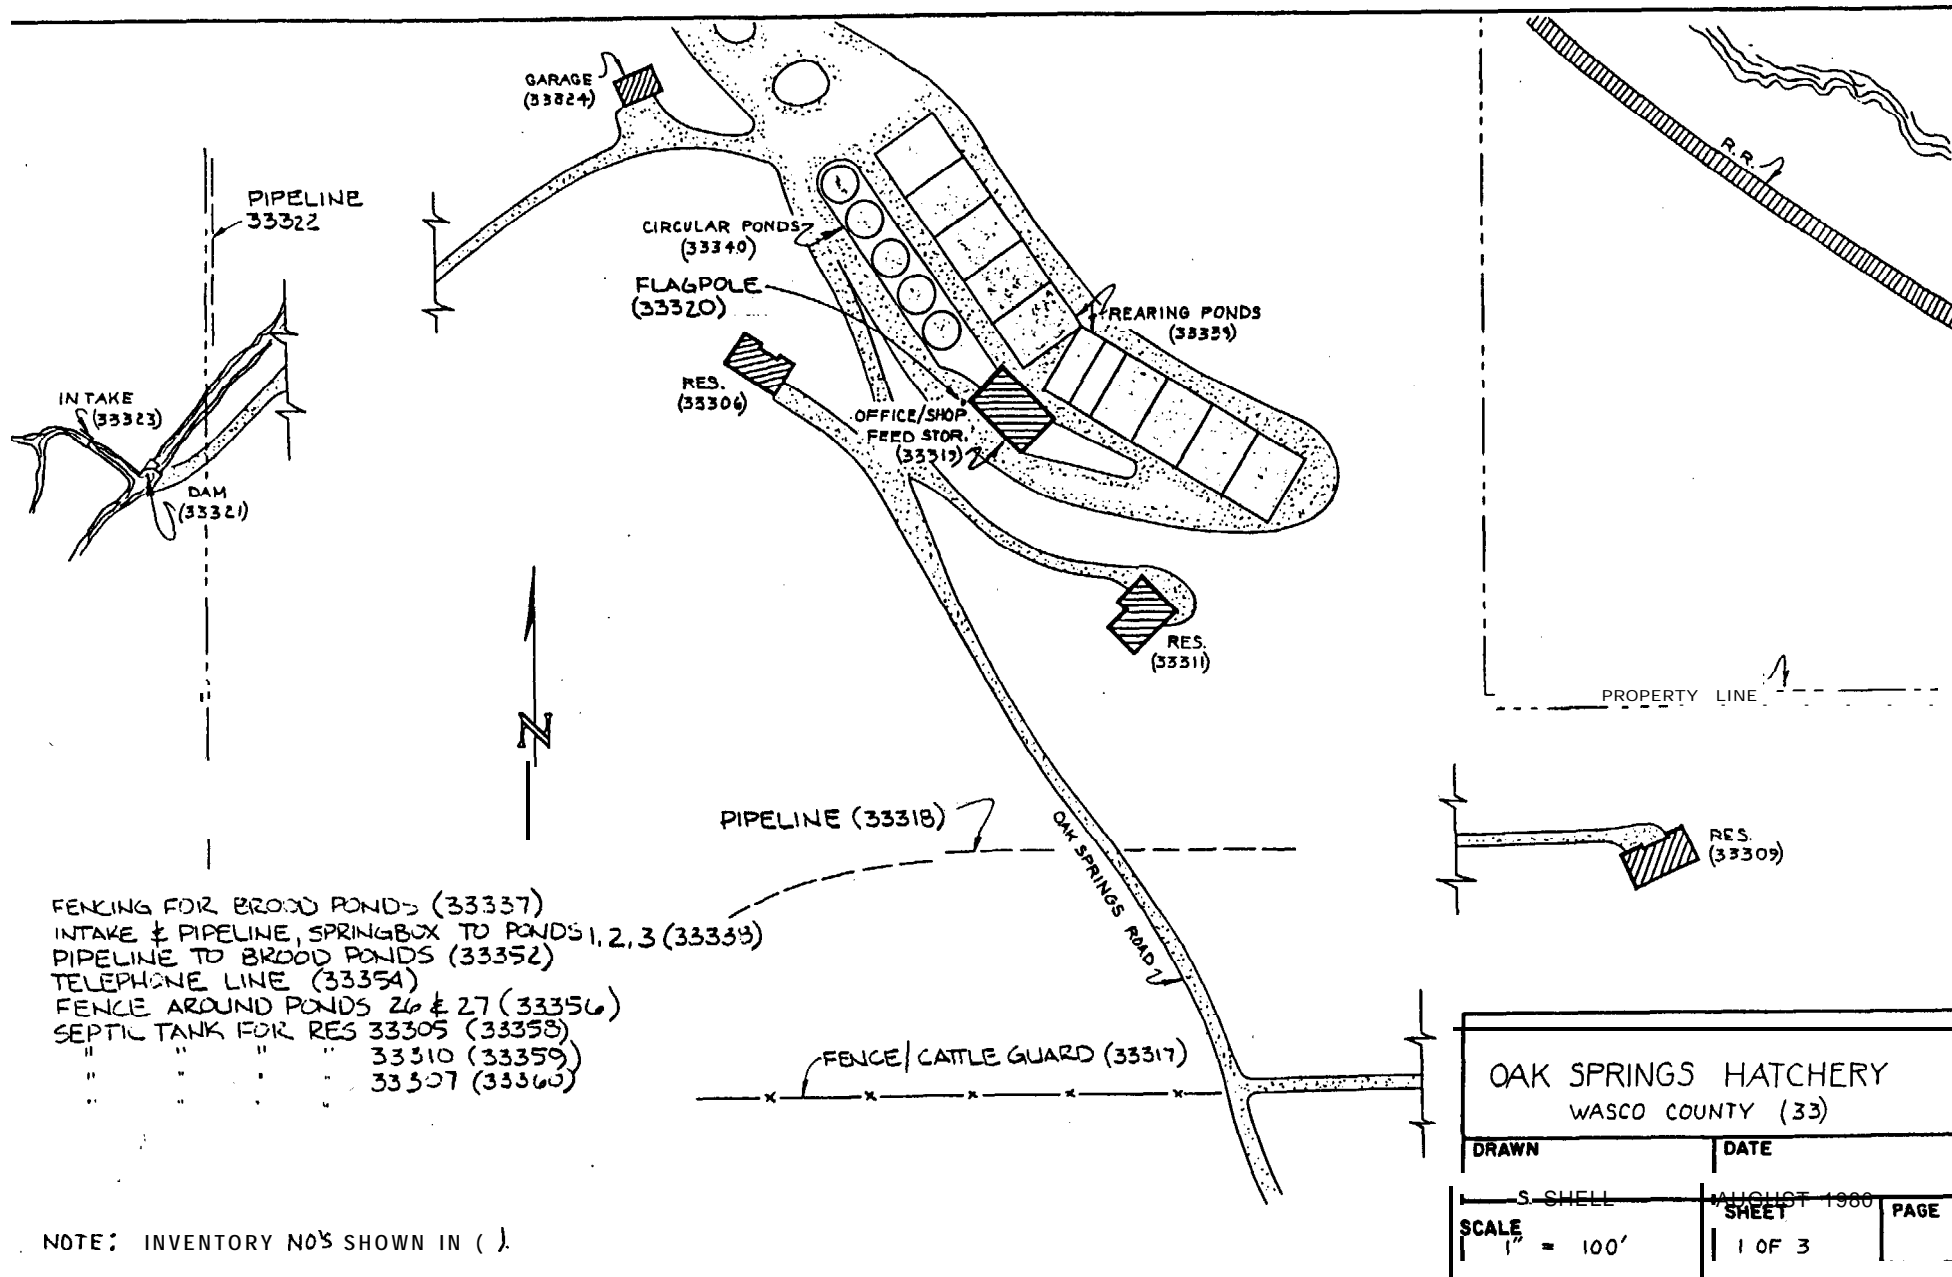 GARAGE
(33324)
R.R.
PIPELINE
33322
CIRCULAR PONDS
(33340)
FLAGPOLE
(33320)
REARING PONDS
(33339)
RES.
(33306)
INTAKE
(33323)
OFFICE/SHOP
FEED STOR.
(33319)
DAM
(33321)
RES.
(33311)
PROPERTY LINE
N
PIPELINE (33318)
OAK SPRINGS ROAD
RES.
(33309)
FENCING FOR BROOD PONDS (33337)
INTAKE & PIPELINE, SPRINGBOX TO PONDS 1, 2, 3 (33338)
PIPELINE TO BROOD PONDS (33352)
TELEPHONE LINE (33354)
FENCE AROUND PONDS 26 & 27 (33356)
SEPTIC TANK FOR RES 33305 (33358)
" " " " 33310 (33359)
" " " " 33307 (33360)
" " " "
FENCE/CATTLE GUARD (33317)
OAK SPRINGS HATCHERY
WASCO COUNTY (33)
DRAWN
DATE
S. SHELL
AUGUST 1980
SCALE
1" = 100'
SHEET
1 OF 3
PAGE
NOTE: INVENTORY NO'S SHOWN IN ( ).